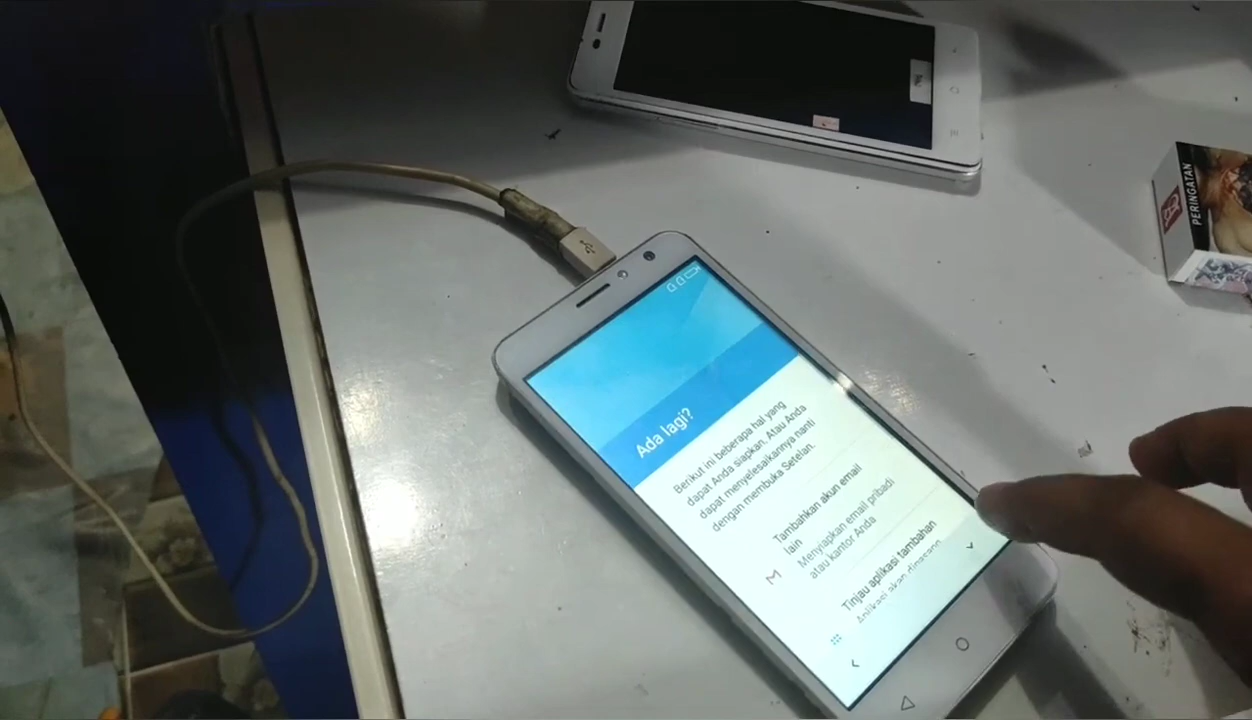 Ada lagi?
Berikut ini beberapa hal yang
dapat Anda siapkan. Atau Anda
dapat menyelesaikannya nanti
dengan membuka Setelan.
Tambahkan akun email
lain
Menyiapkan email pribadi
atau kantor Anda
Tinjau aplikasi tambahan
PERINGATAN